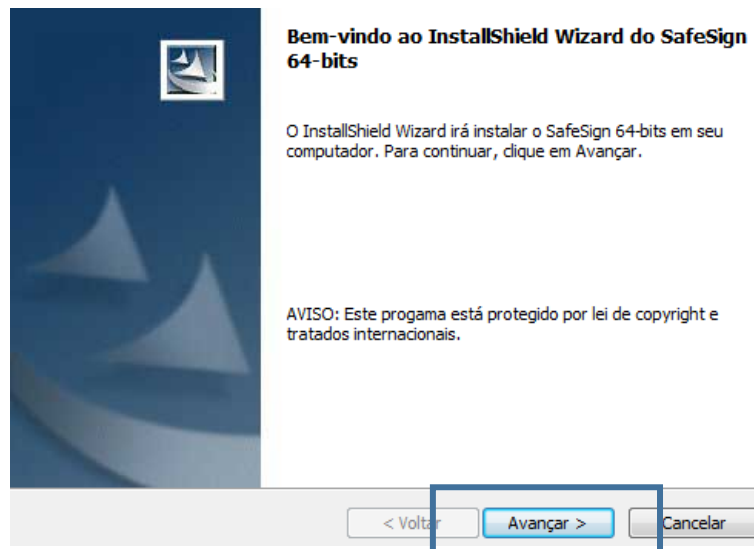 Bem-vindo ao InstallShield Wizard do SafeSign
64-bits
O InstallShield Wizard irá instalar o SafeSign 64-bits em seu
computador. Para continuar, clique em Avançar.
AVISO: Este progama está protegido por lei de copyright e
tratados internacionais.
< Voltar Avançar > Cancelar